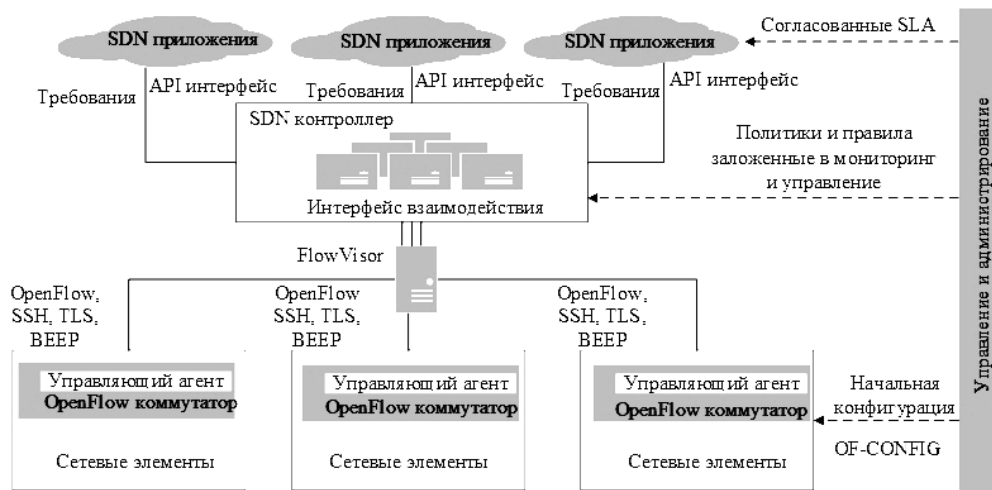 SDN приложения
SDN приложения
SDN приложения
Согласованные SLA
Требования
API интерфейс
Требования
API интерфейс
Требования
API интерфейс
SDN контроллер
Интерфейс взаимодействия
Политики и правила
заложенные в мониторинг
и управление
Управление и администрирование
FlowVisor
OpenFlow,
SSH, TLS,
BEEP
OpenFlow
SSH, TLS,
BEEP
OpenFlow,
SSH, TLS,
BEEP
Управляющий агент
OpenFlow коммутатор
Сетевые элементы
Управляющий агент
OpenFlow коммутатор
Сетевые элементы
Управляющий агент
OpenFlow коммутатор
Сетевые элементы
Начальная
конфигурация
OF-CONFIG